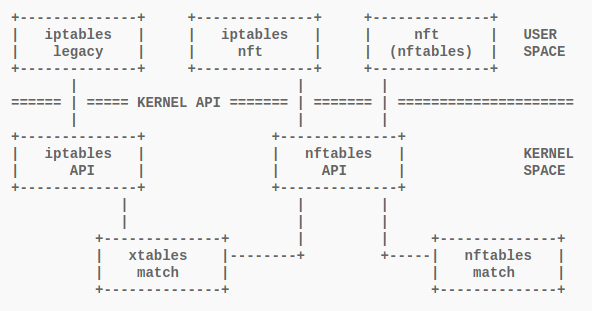 +--------------+     +--------------+     +--------------+
|   iptables   |     |   iptables   |     |     nft      |   USER
|    legacy    |     |     nft      |     |  (nftables)  |   SPACE
+--------------+     +--------------+     +--------------+
       |                          |         |
====== | ===== KERNEL API ======= | ======= | =====================
       |                          |         |
+--------------+               +--------------+
|   iptables   |               |   nftables   |              KERNEL
|      API     |               |     API      |              SPACE
+--------------+               +--------------+
             |                    |         |
             |                    |         |
          +--------------+        |         |     +--------------+
          |   xtables    |--------+         +-----|   nftables   |
          |    match     |                        |    match     |
          +--------------+                        +--------------+